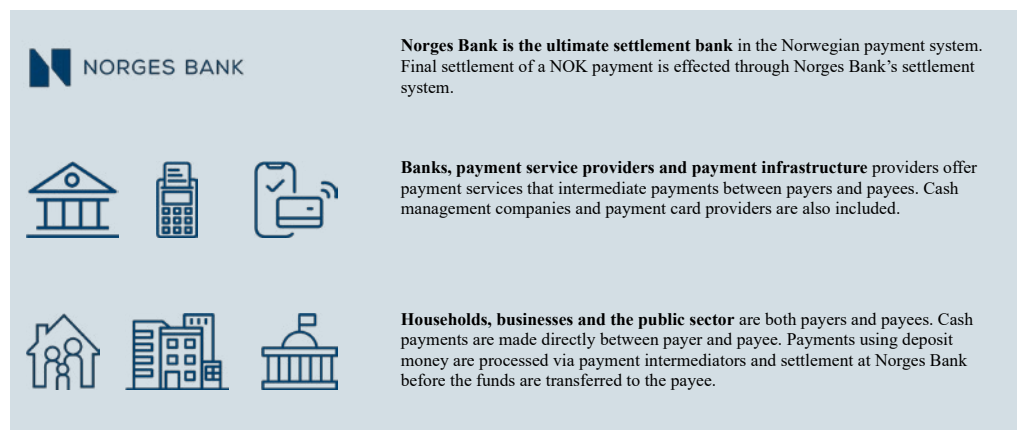 NORGES BANK
Norges Bank is the ultimate settlement bank in the Norwegian payment system.
Final settlement of a NOK payment is effected through Norges Bank’s settlement
system.
Banks, payment service providers and payment infrastructure providers offer
payment services that intermediate payments between payers and payees. Cash
management companies and payment card providers are also included.
Households, businesses and the public sector are both payers and payees. Cash
payments are made directly between payer and payee. Payments using deposit
money are processed via payment intermediators and settlement at Norges Bank
before the funds are transferred to the payee.